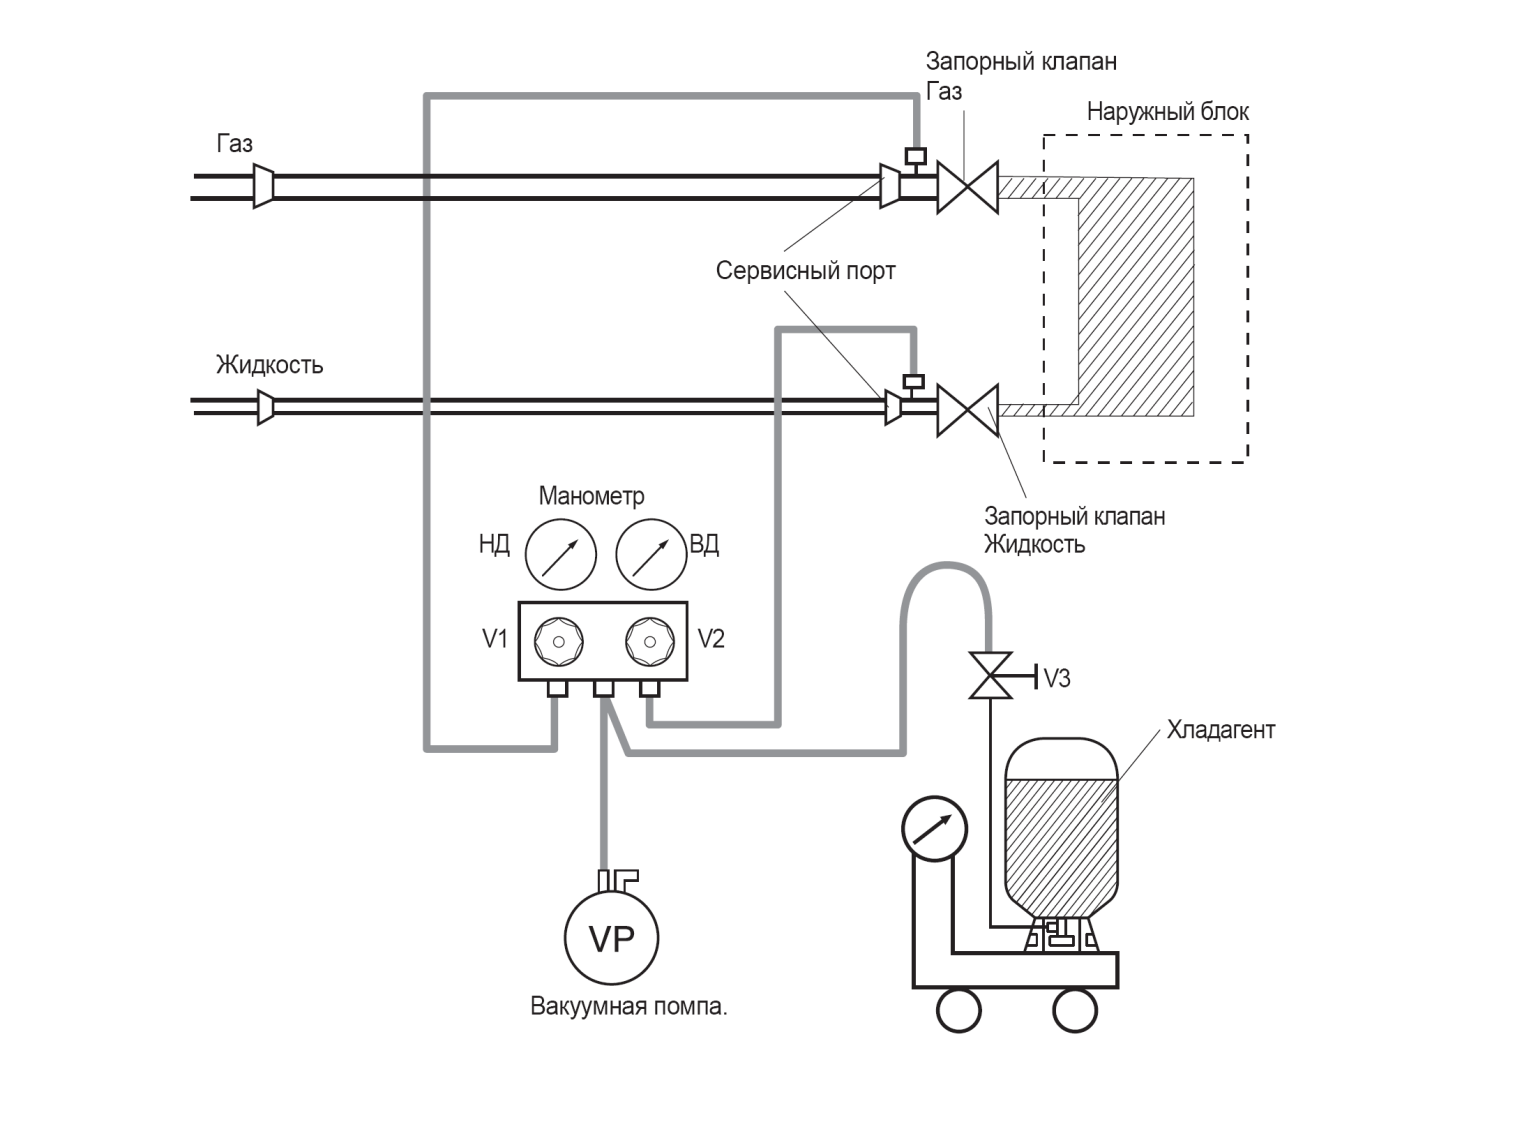 Запорный клапан
Газ
Наружный блок
Газ
Сервисный порт
Жидкость
Манометр
НД
ВД
Запорный клапан
Жидкость
V1
V2
V3
Хладагент
VP
Вакуумная помпа.